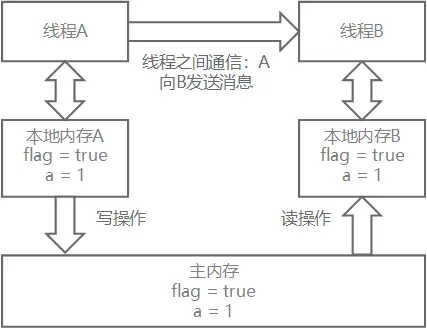 线程A
线程B
线程之间通信：A
向B发送消息
本地内存A
flag = true
a = 1
本地内存B
flag = true
a = 1
写操作
读操作
主内存
flag = true
a = 1